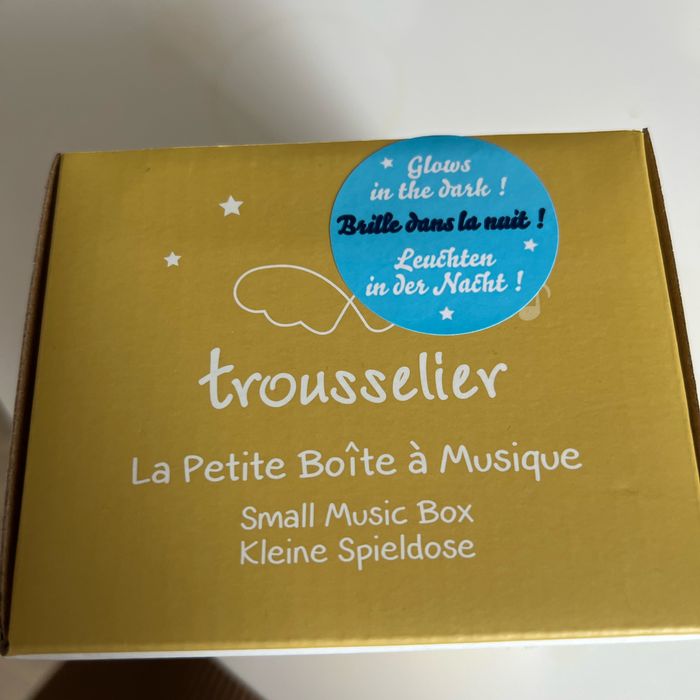 Glows
in the dark !
Brille dans la nuit !
Leuchten
in der Nacht !
trousselier
La Petite Boîte à Musique
Small Music Box
Kleine Spieldose